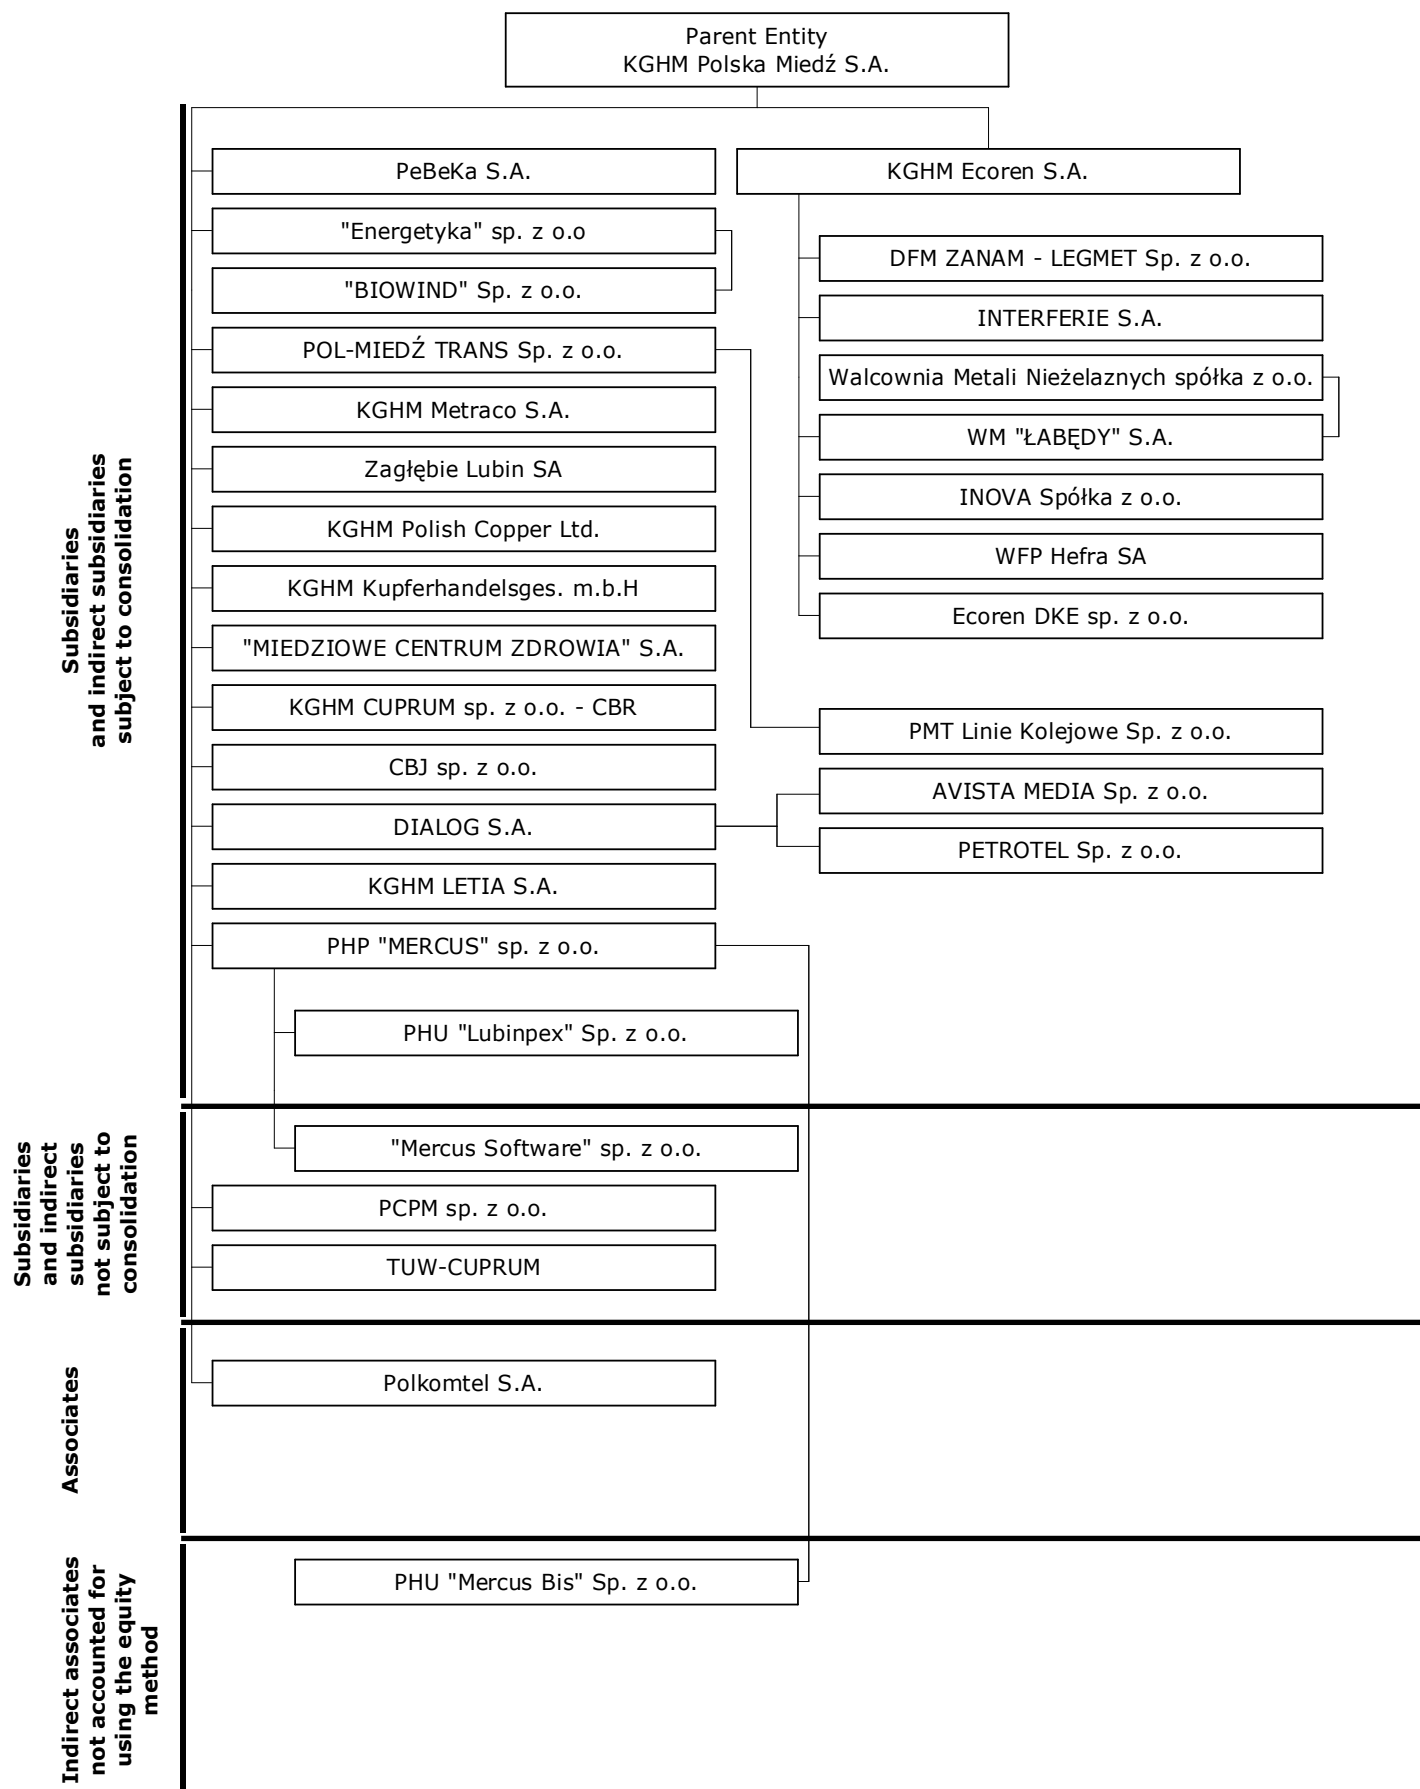 Parent Entity
KGHM Polska Miedź S.A.
Subsidiaries
and indirect subsidiaries
subject to consolidation
PeBeKa S.A.
"Energetyka" sp. z o.o
"BIOWIND" Sp. z o.o.
POL-MIEDŹ TRANS Sp. z o.o.
KGHM Metraco S.A.
Zagłębie Lubin SA
KGHM Polish Copper Ltd.
KGHM Kupferhandelsges. m.b.H
"MIEDZIOWE CENTRUM ZDROWIA" S.A.
KGHM CUPRUM sp. z o.o. - CBR
CBJ sp. z o.o.
DIALOG S.A.
KGHM LETIA S.A.
PHP "MERCUS" sp. z o.o.
PHU "Lubinpex" Sp. z o.o.
KGHM Ecoren S.A.
DFM ZANAM - LEGMET Sp. z o.o.
INTERFERIE S.A.
Walcownia Metali Nieżelaznych spółka z o.o.
WM "ŁABĘDY" S.A.
INOVA Spółka z o.o.
WFP Hefra SA
Ecoren DKE sp. z o.o.
PMT Linie Kolejowe Sp. z o.o.
AVISTA MEDIA Sp. z o.o.
PETROTEL Sp. z o.o.
Subsidiaries
and indirect
subsidiaries
not subject to
consolidation
"Mercus Software" sp. z o.o.
PCPM sp. z o.o.
TUW-CUPRUM
Associates
Polkomtel S.A.
Indirect associates
not accounted for
using the equity
method
PHU "Mercus Bis" Sp. z o.o.